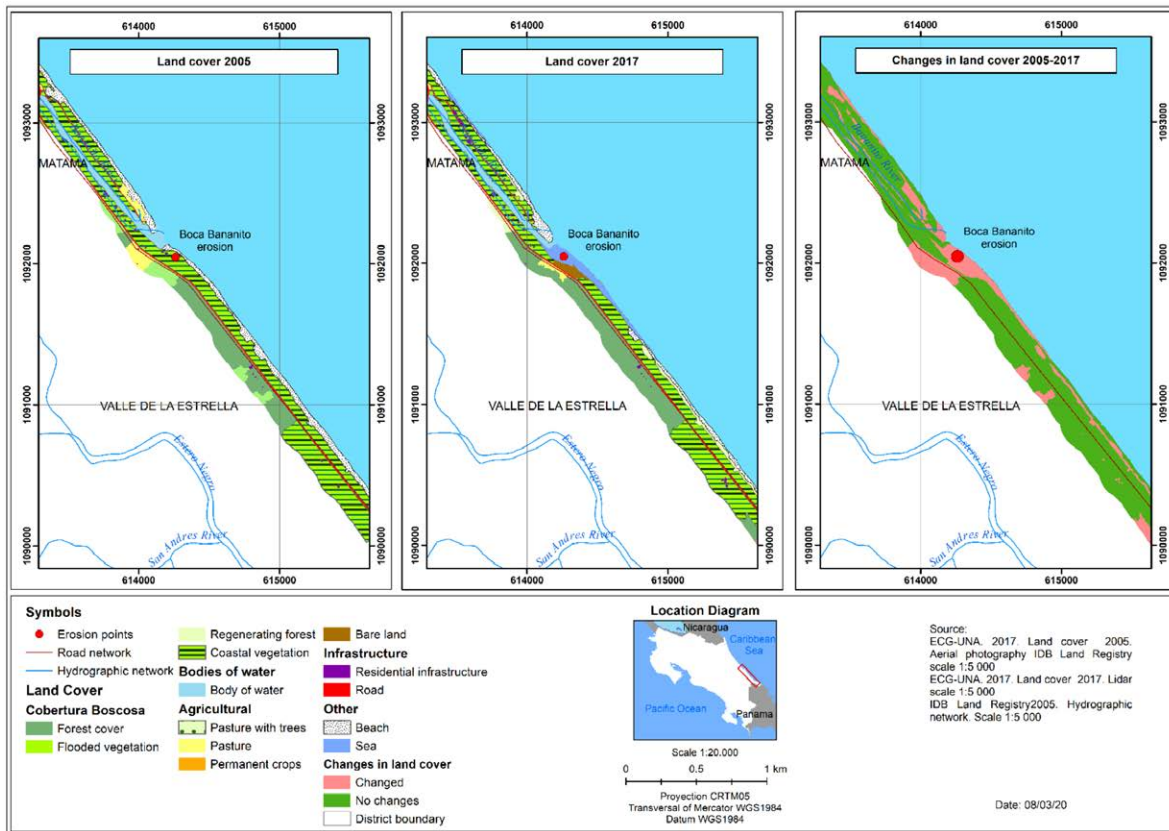 614000 615000
614000 615000
614000 615000
Land cover 2005
Land cover 2017
Changes in land cover 2005-2017
1093000
1092000
1091000
1090000
1093000
1092000
1091000
1090000
1093000
1092000
1091000
1090000
MATAMA
Boca Bananito
erosion
VALLE DE LA ESTRELLA
Estero Negro
San Andres River
MATAMA
Boca Bananito
erosion
VALLE DE LA ESTRELLA
Estero Negro
San Andres River
Bananito River
MATAMA
Boca Bananito
erosion
VALLE DE LA ESTRELLA
Estero Negro
San Andres River
614000 615000
614000 615000
614000 615000
Symbols
Erosion points
Road network
Hydrographic network
Land Cover
Cobertura Boscosa
Forest cover
Flooded vegetation
Regenerating forest
Coastal vegetation
Bodies of water
Body of water
Agricultural
Pasture with trees
Pasture
Permanent crops
Bare land
Infrastructure
Residential infrastructure
Road
Other
Beach
Sea
Changes in land cover
Changed
No changes
District boundary
Location Diagram
Nicaragua
Caribbean
Sea
Pacific Ocean
Panama
Scale 1:20.000
0 0.5 1 km
Proyection CRTM05
Transversal of Mercator WGS1984
Datum WGS1984
Source:
ECG-UNA. 2017. Land cover 2005.
Aerial photography IDB Land Registry
scale 1:5 000
ECG-UNA. 2017. Land cover 2017. Lidar
scale 1:5 000
IDB Land Registry2005. Hydrographic
network. Scale 1:5 000
Date: 08/03/20